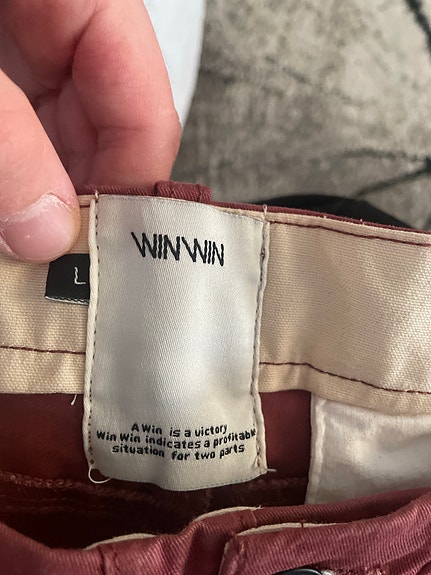 WINWIN
L
A Win is a victory
Win Win indicates a profitable
situation for two parts